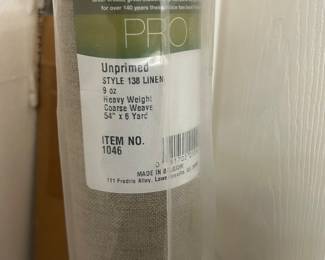 for over 140 years
PRO
Unprimed
STYLE 138 LINEN
9 oz
Heavy Weight
Coarse Weave
54" x 6 Yard
ITEM NO.
1046
MADE IN
111 Fredrix Alley, Lawrenceville,